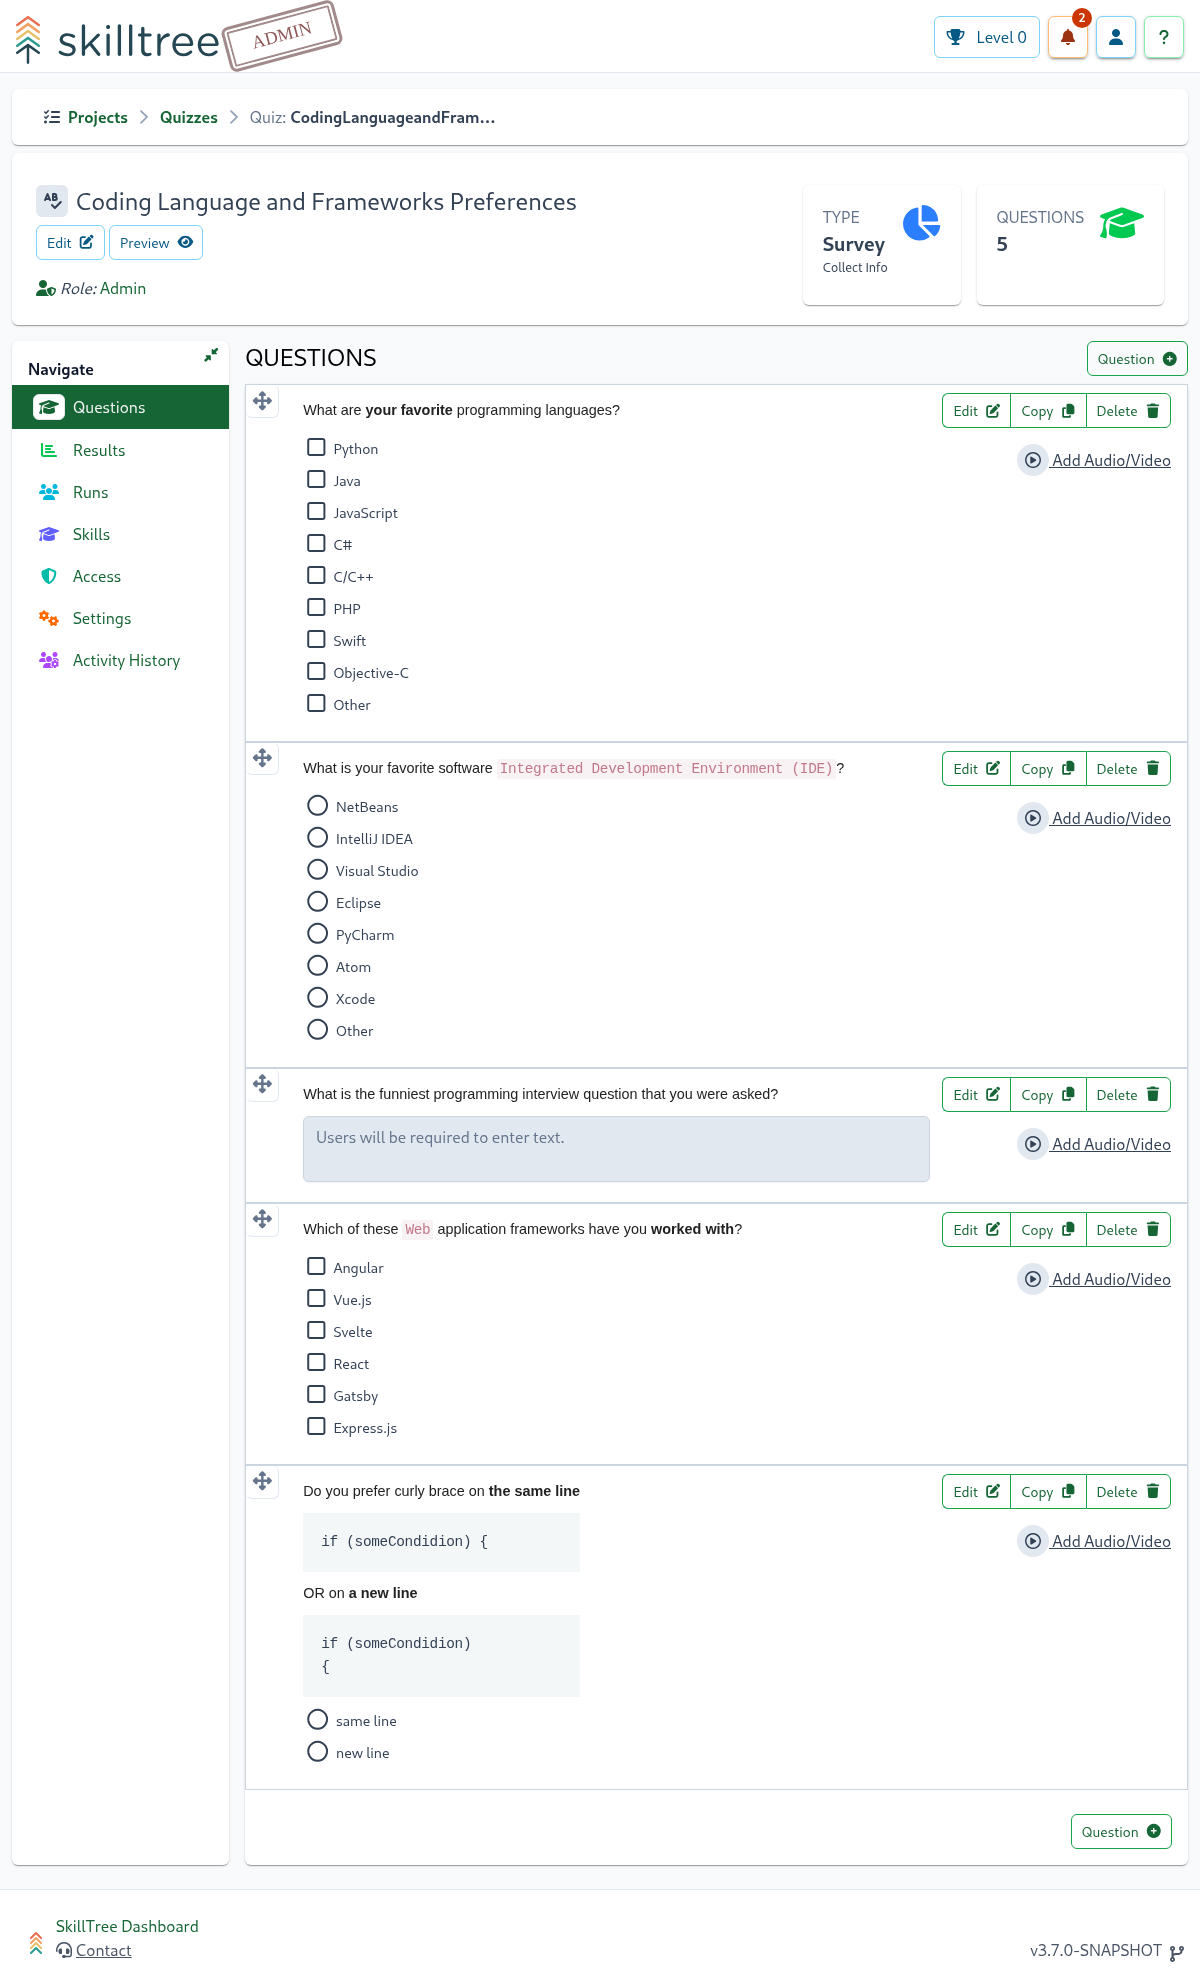 skilltree
ADMIN
Level 0
2
?
Projects
Quizzes
Quiz: CodingLanguageandFram...
AB
Coding Language and Frameworks Preferences
Edit
Preview
Role: Admin
TYPE
Survey
Collect Info
QUESTIONS
5
Navigate
Questions
Results
Runs
Skills
Access
Settings
Activity History
QUESTIONS
Question
What are your favorite programming languages?
Edit Copy Delete
Add Audio/Video
Python
Java
JavaScript
C#
C/C++
PHP
Swift
Objective-C
Other
What is your favorite software Integrated Development Environment (IDE) ?
Edit Copy Delete
Add Audio/Video
NetBeans
IntelliJ IDEA
Visual Studio
Eclipse
PyCharm
Atom
Xcode
Other
What is the funniest programming interview question that you were asked?
Edit Copy Delete
Add Audio/Video
Users will be required to enter text.
Which of these Web application frameworks have you worked with?
Edit Copy Delete
Add Audio/Video
Angular
Vue.js
Svelte
React
Gatsby
Express.js
Do you prefer curly brace on the same line
Edit Copy Delete
Add Audio/Video
if (someCondidion) {
OR on a new line
if (someCondidion)
{
same line
new line
Question
SkillTree Dashboard
Contact
v3.7.0-SNAPSHOT